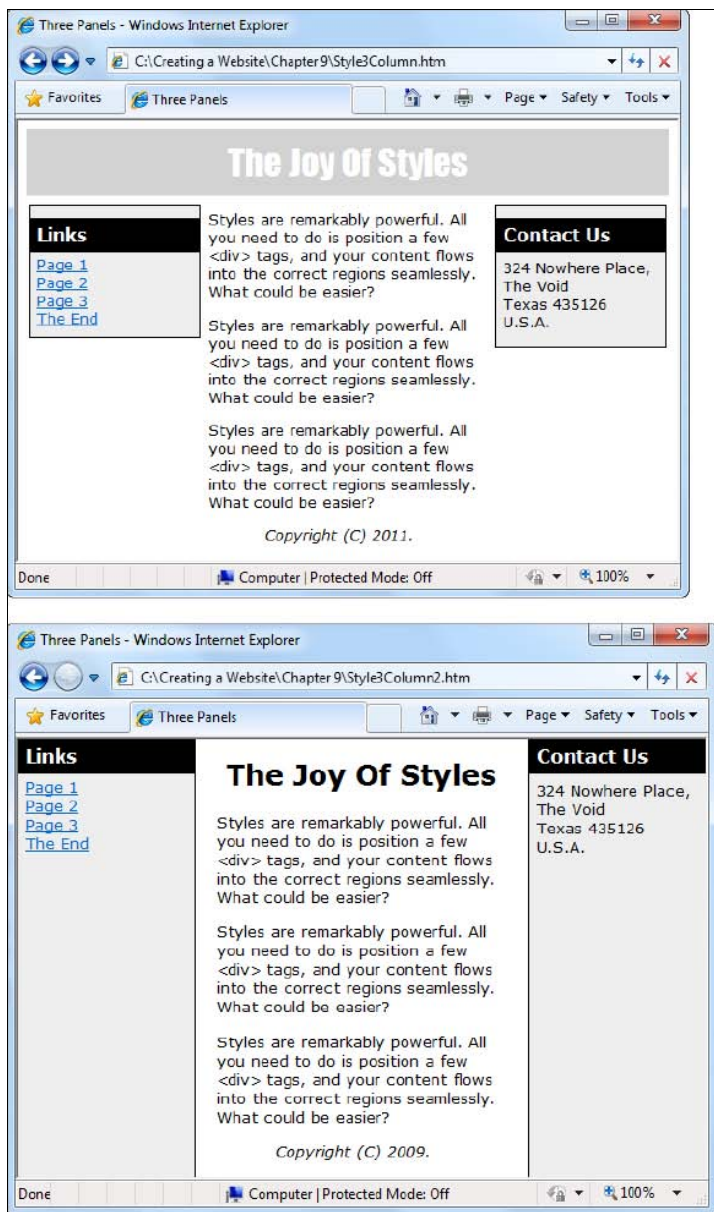 Three Panels - Windows Internet Explorer
C:\Creating a Website\Chapter 9\Style3Column.htm
Favorites
Three Panels
Page
Safety
Tools
The Joy Of Styles
Links
Page 1
Page 2
Page 3
The End
Styles are remarkably powerful. All
you need to do is position a few
<div> tags, and your content flows
into the correct regions seamlessly.
What could be easier?
Styles are remarkably powerful. All
you need to do is position a few
<div> tags, and your content flows
into the correct regions seamlessly.
What could be easier?
Styles are remarkably powerful. All
you need to do is position a few
<div> tags, and your content flows
into the correct regions seamlessly.
What could be easier?
Copyright (C) 2011.
Contact Us
324 Nowhere Place,
The Void
Texas 435126
U.S.A.
Done
Computer | Protected Mode: Off
100%
Three Panels - Windows Internet Explorer
C:\Creating a Website\Chapter 9\Style3Column2.htm
Favorites
Three Panels
Page
Safety
Tools
Links
Page 1
Page 2
Page 3
The End
The Joy Of Styles
Styles are remarkably powerful. All
you need to do is position a few
<div> tags, and your content flows
into the correct regions seamlessly.
What could be easier?
Styles are remarkably powerful. All
you need to do is position a few
<div> tags, and your content flows
into the correct regions seamlessly.
What could be easier?
Styles are remarkably powerful. All
you need to do is position a few
<div> tags, and your content flows
into the correct regions seamlessly.
What could be easier?
Copyright (C) 2009.
Contact Us
324 Nowhere Place,
The Void
Texas 435126
U.S.A.
Done
Computer | Protected Mode: Off
100%